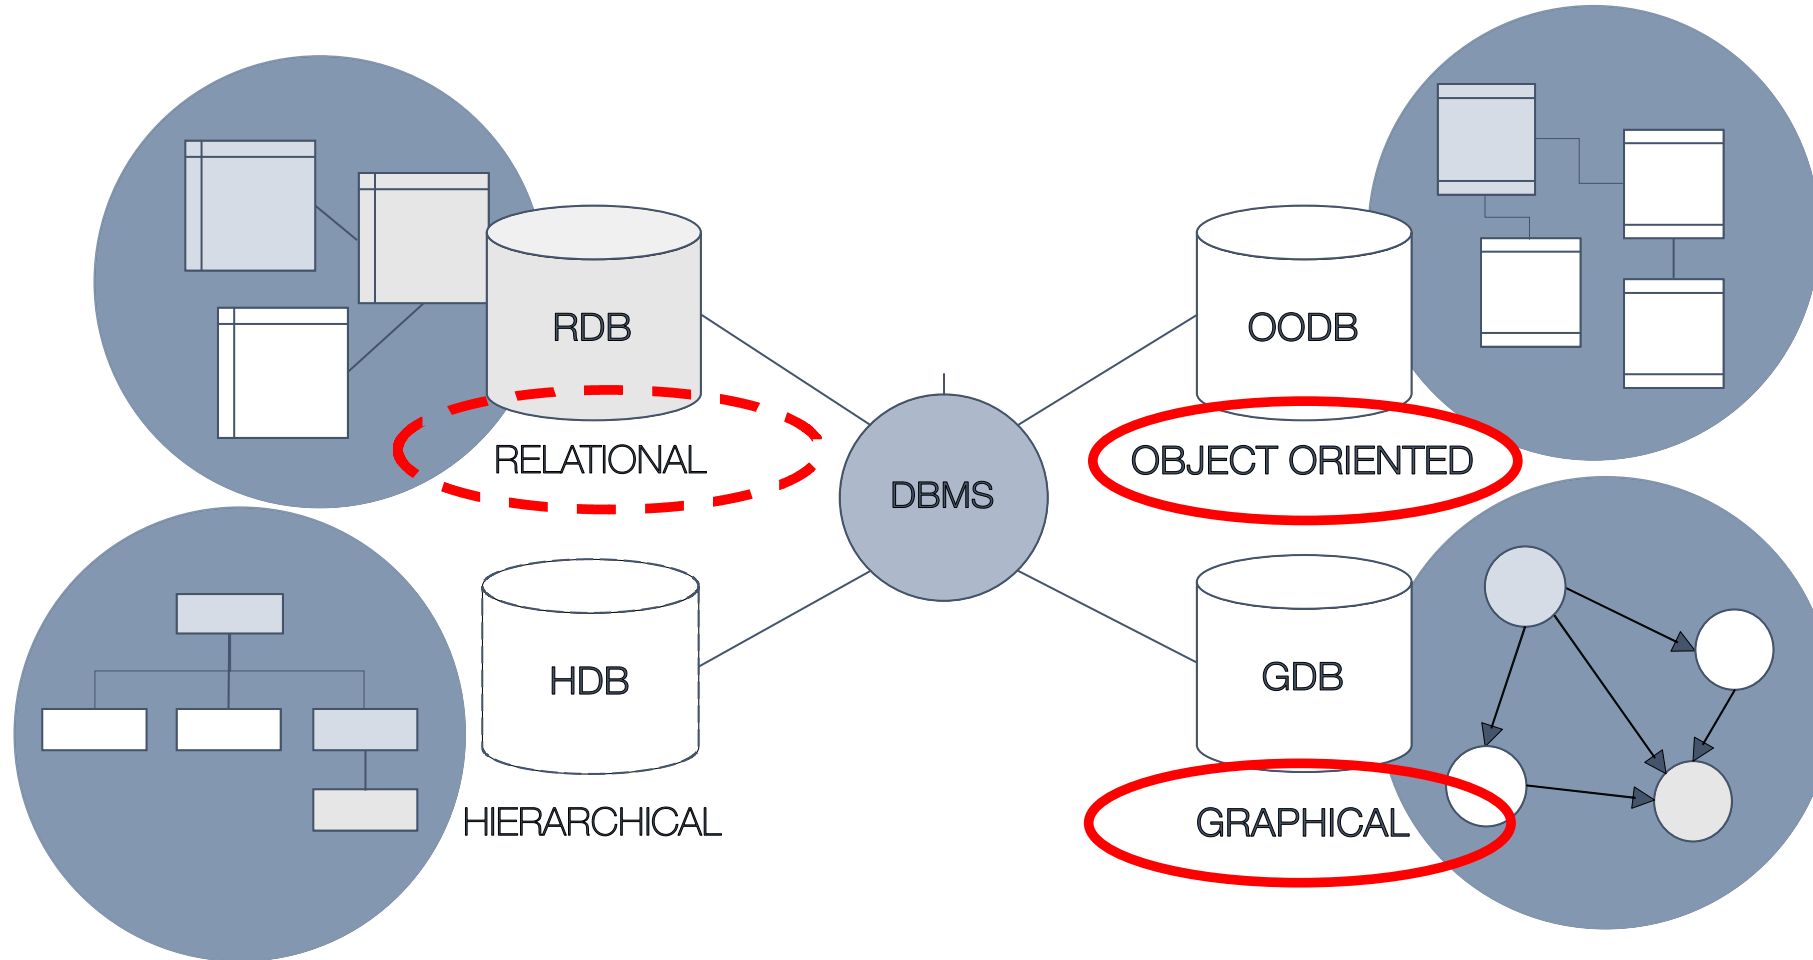 RDB
RELATIONAL
OODB
OBJECT ORIENTED
DBMS
HDB
HIERARCHICAL
GDB
GRAPHICAL